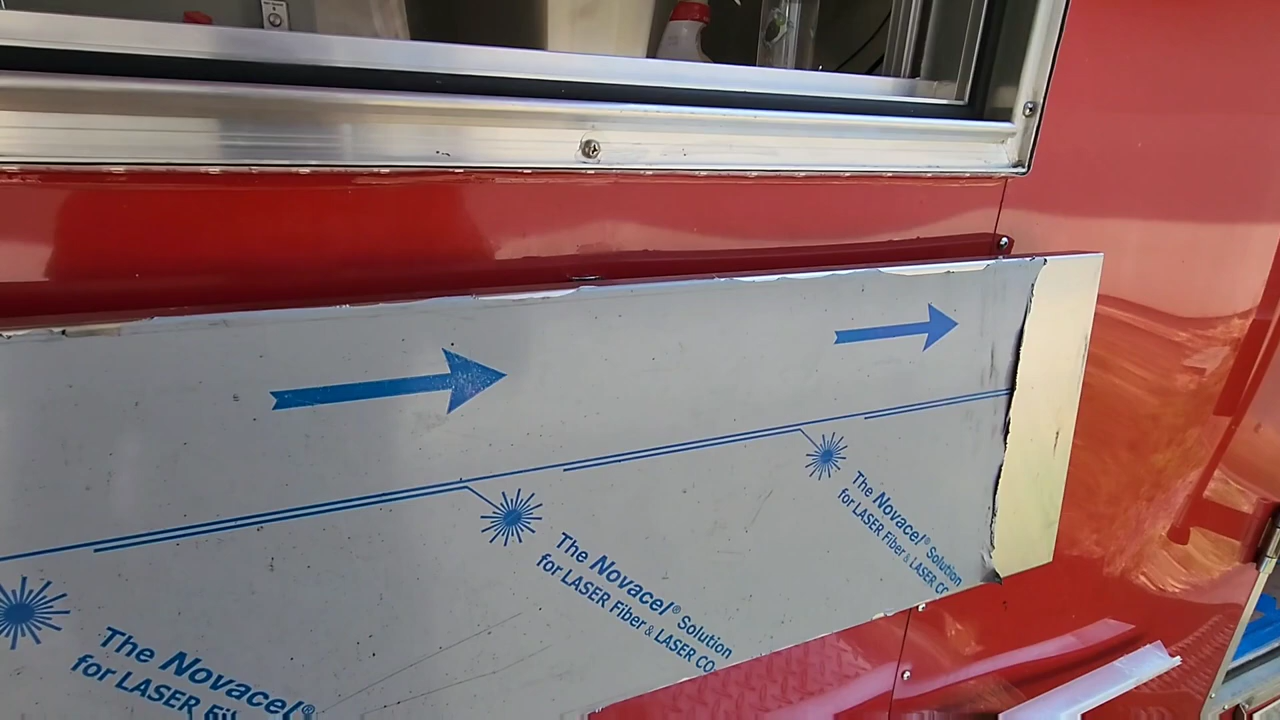 The Novacel® Solution
for LASER Fiber & LASER CO
The Novacel® Solution
for LASER Fiber & LASER CO
The Novacel®
for LASER Fib